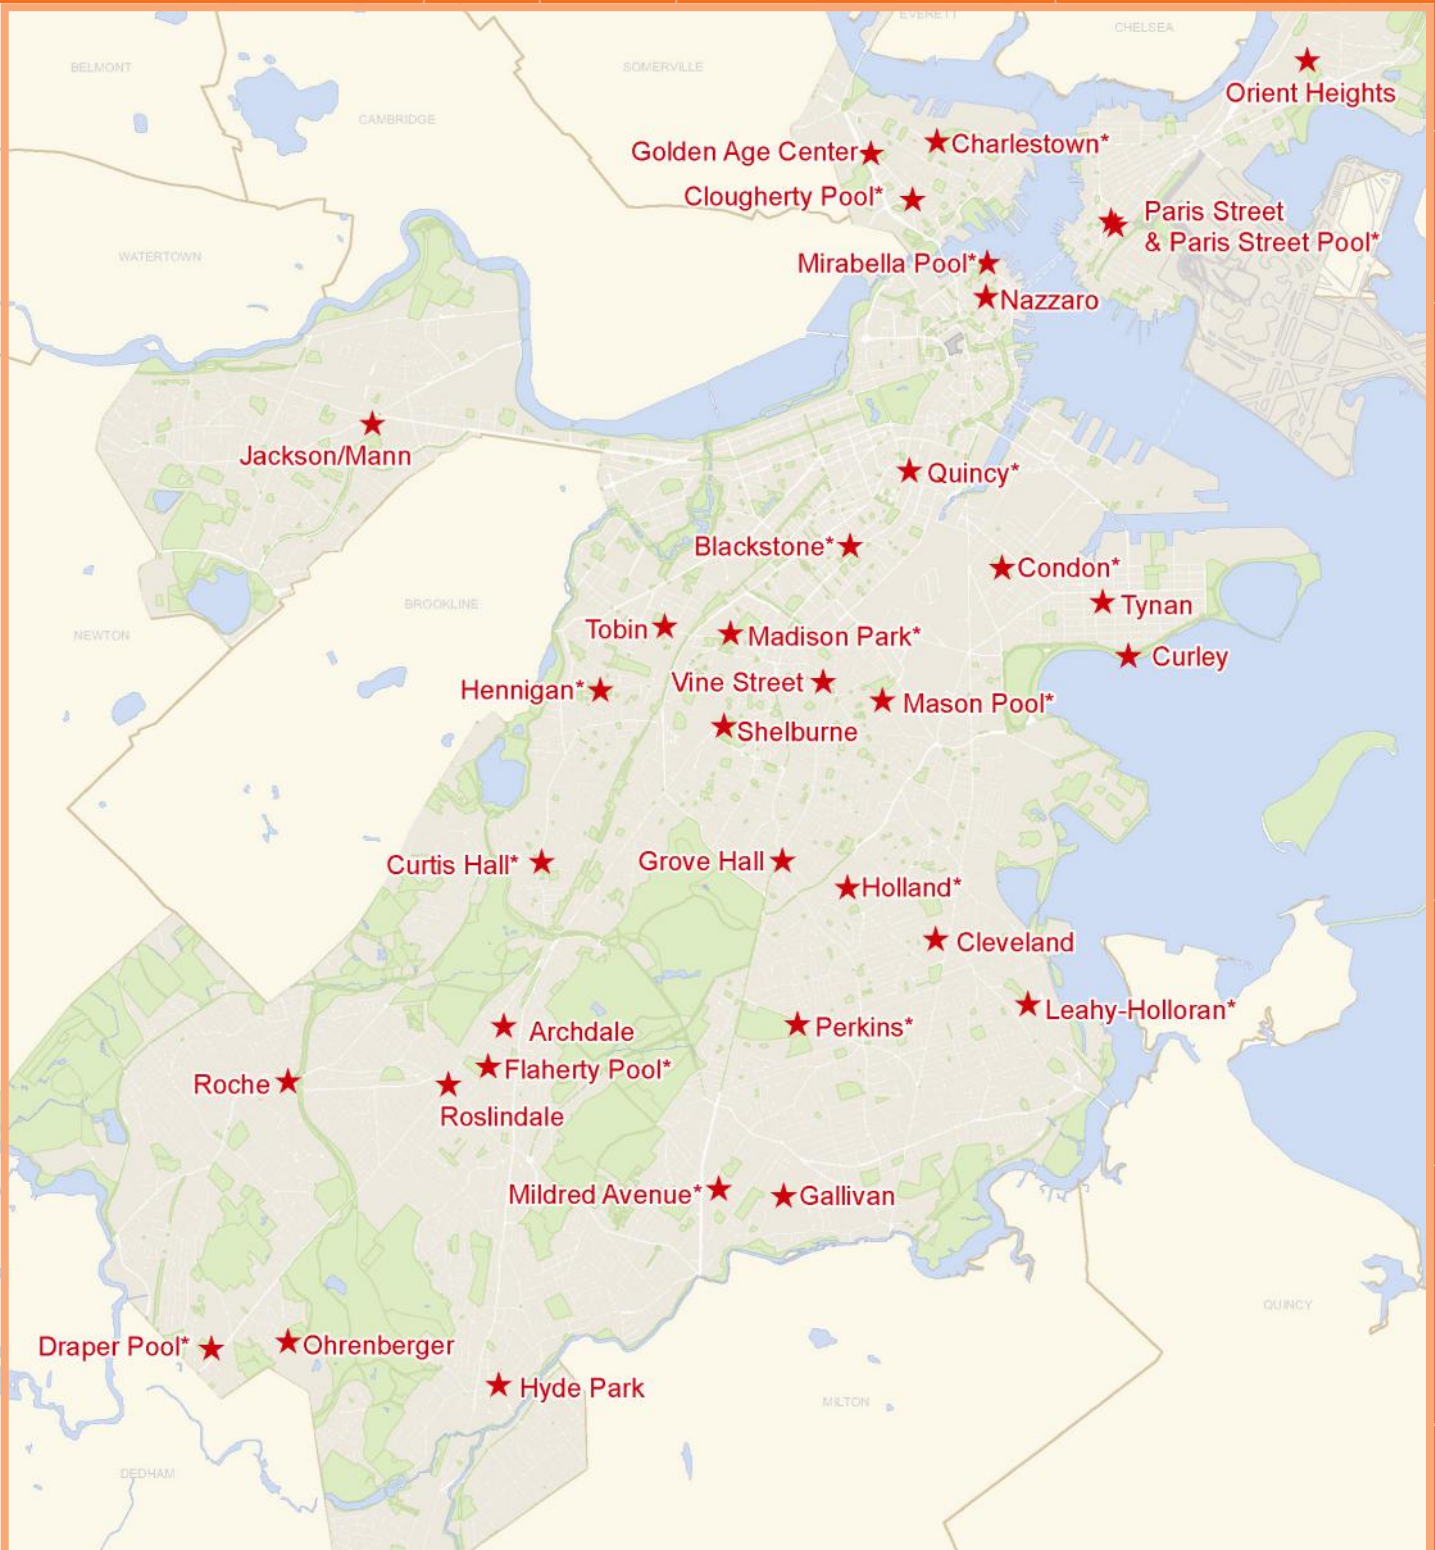 EVERETT
CHELSEA
BELMONT
SOMERVILLE
Orient Heights
CAMBRIDGE
Golden Age Center
Charlestown*
Clougherty Pool*
Paris Street
& Paris Street Pool*
WATERTOWN
Mirabella Pool*
Nazzaro
Jackson/Mann
Quincy*
Blackstone*
Condon*
BROOKLINE
Tynan
NEWTON
Tobin
Madison Park*
Curley
Hennigan*
Vine Street
Mason Pool*
Shelburne
Curtis Hall*
Grove Hall
Holland*
Cleveland
Leahy-Holloran*
Archdale
Perkins*
Flaherty Pool*
Roche
Roslindale
Mildred Avenue*
Gallivan
QUINCY
Draper Pool*
Ohrenberger
Hyde Park
MILTON
DEDHAM